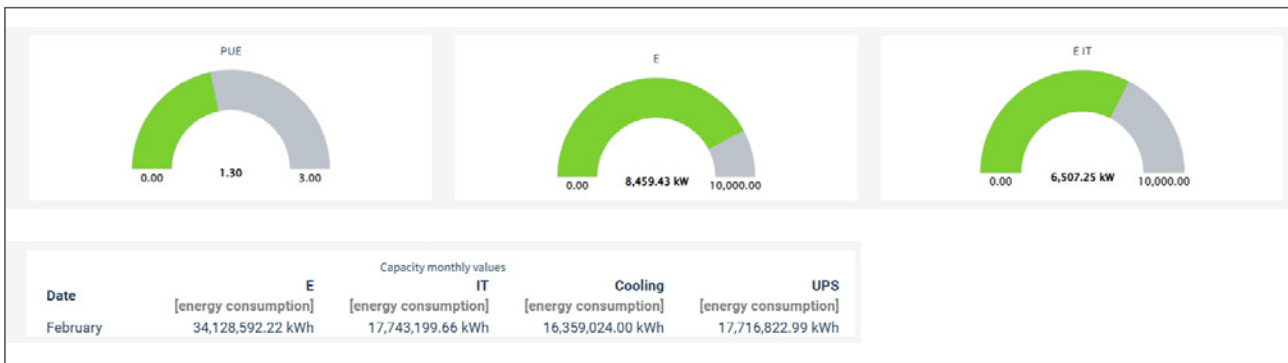 PUE
0.00 1.30 3.00
E
0.00 8,459.43 kW 10,000.00
E IT
0.00 6,507.25 kW 10,000.00
Capacity monthly values
Date E IT Cooling UPS
[energy consumption] [energy consumption] [energy consumption] [energy consumption]
February 34,128,592.22 kWh 17,743,199.66 kWh 16,359,024.00 kWh 17,716,822.99 kWh